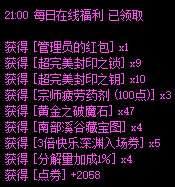 21:00 每日在线福利 已领取
获得 [管理员的红包] x1
获得 [超完美封印之锁] x9
获得 [超完美封印之钥] x10
获得 [宗师疲劳药剂 (100点)] x3
获得 [黄金之破魔石] x47
获得 [南部溪谷藏宝图] x4
获得 [3倍快乐深渊入场券] x5
获得 [分解量加成1%] x4
获得 [点券] +2058